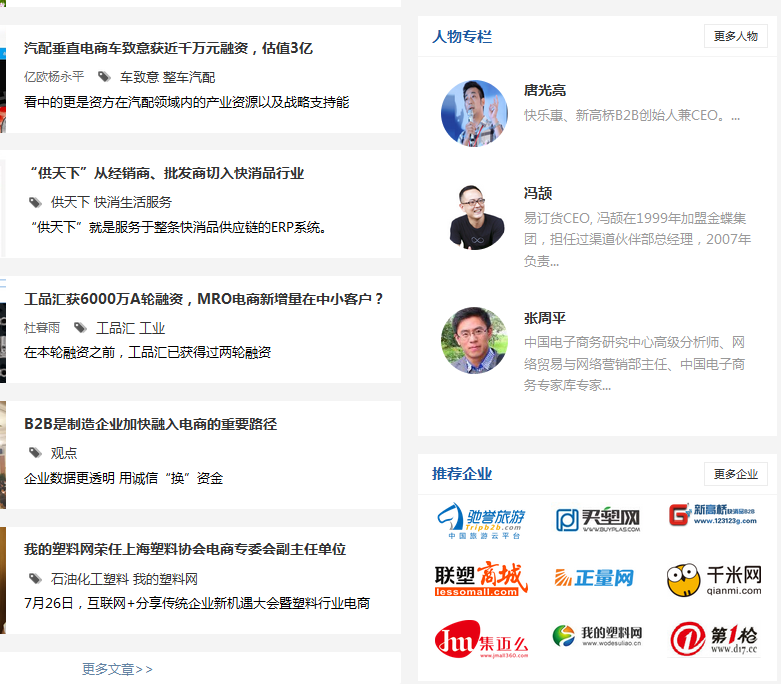 汽配垂直电商车致意获近千万元融资，估值3亿
亿欧杨永平 车致意 整车汽配
看中的更是资方在汽配领域内的产业资源以及战略支持能
“供天下”从经销商、批发商切入快消品行业
供天下 快消生活服务
“供天下”就是服务于整条快消品供应链的ERP系统。
工品汇获6000万A轮融资，MRO电商新增量在中小客户？
杜蓉雨 工品汇 工业
在本轮融资之前，工品汇已获得过两轮融资
B2B是制造企业加快融入电商的重要路径
观点
企业数据更透明 用诚信“换”资金
我的塑料网荣任上海塑料协会电商专委会副主任单位
石油化工塑料 我的塑料网
7月26日，互联网+分享传统企业新机遇大会暨塑料行业电商
更多文章>>
人物专栏 更多人物
唐光亮
快乐惠、新高桥B2B创始人兼CEO。...
冯颉
易订货CEO, 冯颉在1999年加盟金蝶集
团，担任过渠道伙伴部总经理，2007年
负责...
张周平
中国电子商务研究中心高级分析师、网
络贸易与网络营销部主任、中国电子商
务专家库专家...
推荐企业 更多企业
驰誉旅游
Tripb2b.com
中国旅游云平台
买塑网
WWW.BUYPLAS.COM
新高桥快消品B2B
www.123123g.com
联塑商城
lessomall.com
正量网
千米网
qianmi.com
Jm集迈么
www.jmall360.com
我的塑料网
www.wodesuliao.cn
第1枪
www.d17.cc